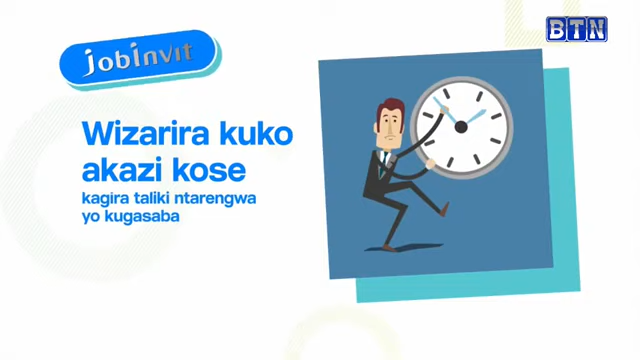 jobinvit
BTN
Wizarira kuko
akazi kose
kagira taliki ntarengwa
yo kugasaba